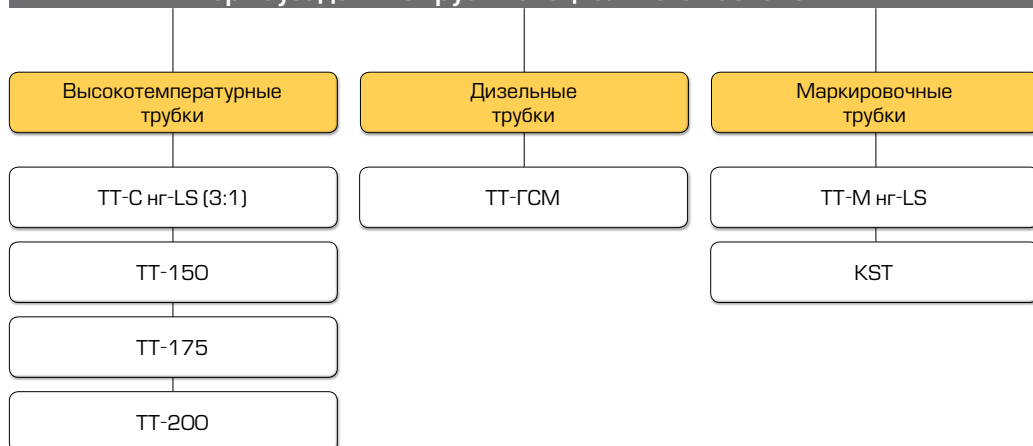 Высокотемпературные
трубки
Дизельные
трубки
Маркировочные
трубки
ТТ-С нг-LS (3:1)
ТТ-ГСМ
ТТ-М нг-LS
ТТ-150
KST
ТТ-175
ТТ-200